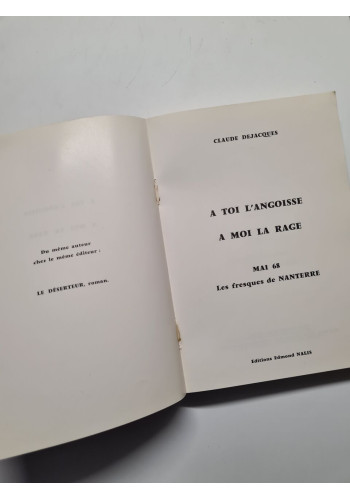 Du même auteur
chez le même éditeur :
LE DÉSERTEUR, roman.
CLAUDE DEJACQUES
A TOI L'ANGOISSE
A MOI LA RAGE
MAI 68
Les fresques de NANTERRE
Editions Edmond NALIS